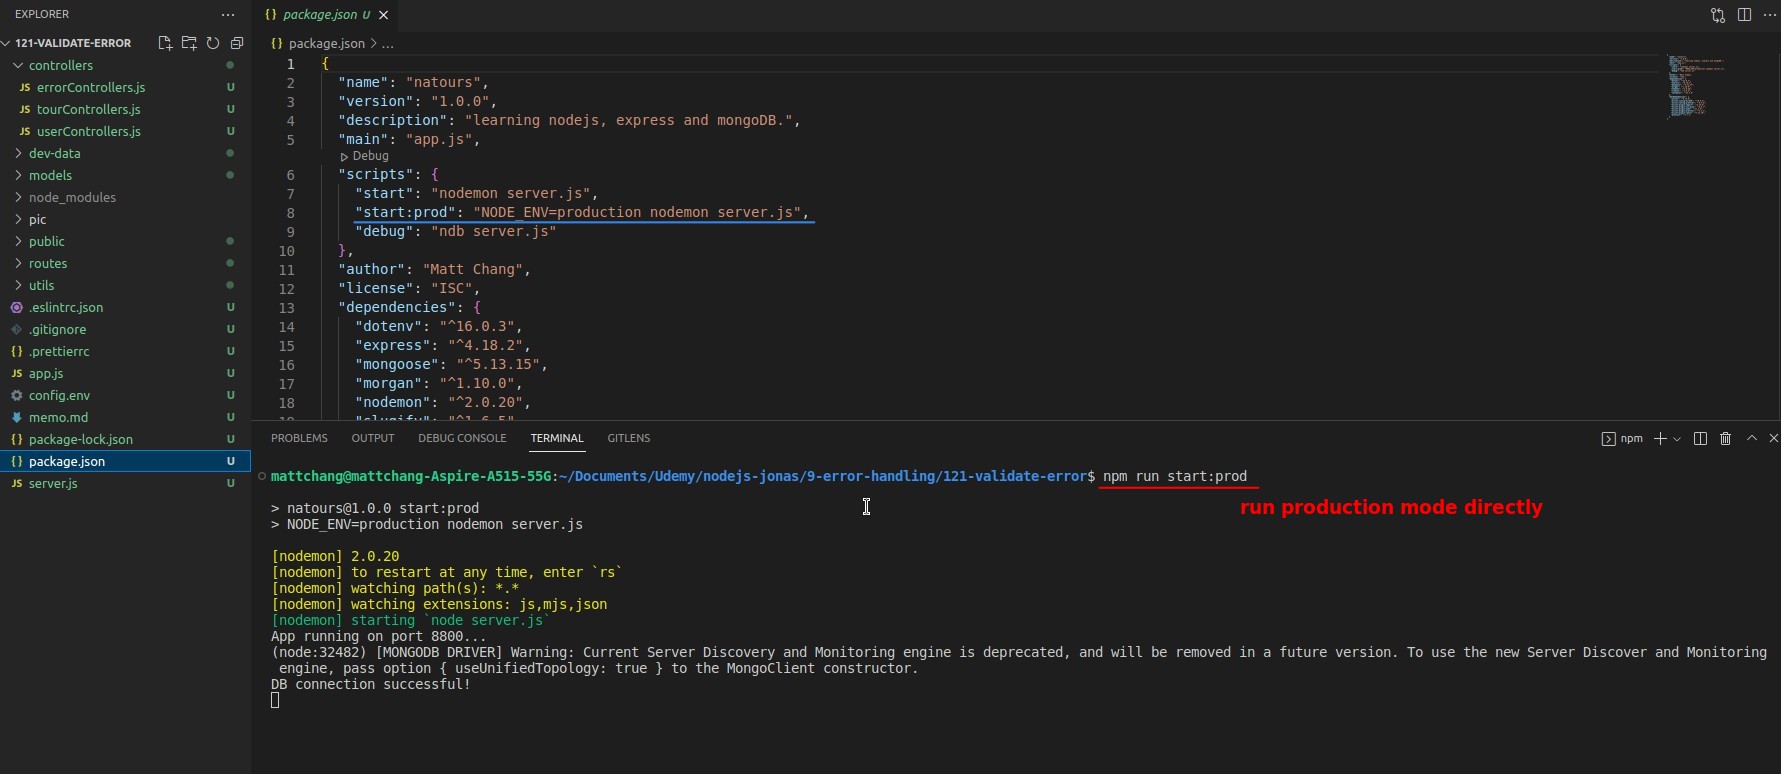 EXPLORER
121-VALIDATE-ERROR
controllers
JS errorControllers.js U
JS tourControllers.js U
JS userControllers.js U
dev-data
models
node_modules
pic
public
routes
utils
.eslintrc.json U
.gitignore U
{} .prettierrc U
JS app.js U
config.env U
memo.md U
{} package-lock.json U
{} package.json U
JS server.js U
{} package.json U
{} package.json > ...
1 {
2 "name": "natours",
3 "version": "1.0.0",
4 "description": "learning nodejs, express and mongoDB.",
5 "main": "app.js",
Debug
6 "scripts": {
7 "start": "nodemon server.js",
8 "start:prod": "NODE_ENV=production nodemon server.js",
9 "debug": "ndb server.js"
10 },
11 "author": "Matt Chang",
12 "license": "ISC",
13 "dependencies": {
14 "dotenv": "^16.0.3",
15 "express": "^4.18.2",
16 "mongoose": "^5.13.15",
17 "morgan": "^1.10.0",
18 "nodemon": "^2.0.20",
PROBLEMS OUTPUT DEBUG CONSOLE TERMINAL GITLENS
npm
mattchang@mattchang-Aspire-A515-55G:~/Documents/Udemy/nodejs-jonas/9-error-handling/121-validate-error$ npm run start:prod
run production mode directly
> natours@1.0.0 start:prod
> NODE_ENV=production nodemon server.js
[nodemon] 2.0.20
[nodemon] to restart at any time, enter `rs`
[nodemon] watching path(s): *.*
[nodemon] watching extensions: js,mjs,json
[nodemon] starting `node server.js`
App running on port 8800...
(node:32482) [MONGODB DRIVER] Warning: Current Server Discovery and Monitoring engine is deprecated, and will be removed in a future version. To use the new Server Discover and Monitoring
engine, pass option { useUnifiedTopology: true } to the MongoClient constructor.
DB connection successful!